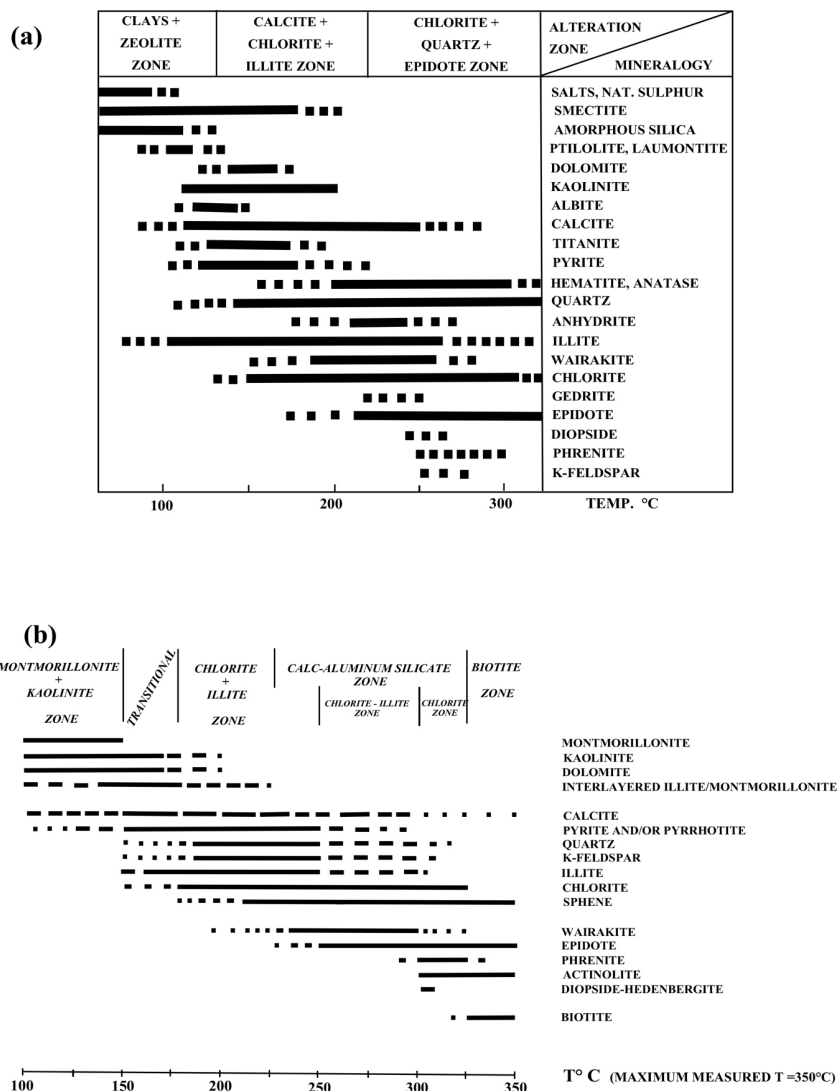 (a)
CLAYS +
ZEOLITE
ZONE
CALCITE +
CHLORITE +
ILLITE ZONE
CHLORITE +
QUARTZ +
EPIDOTE ZONE
ALTERATION
ZONE
MINERALOGY
SALTS, NAT. SULPHUR
SMECTITE
AMORPHOUS SILICA
PTILOLITE, LAUMONTITE
DOLOMITE
KAOLINITE
ALBITE
CALCITE
TITANITE
PYRITE
HEMATITE, ANATASE
QUARTZ
ANHYDRITE
ILLITE
WAIRAKITE
CHLORITE
GEDRITE
EPIDOTE
DIOPSIDE
PHRENITE
K-FELDSPAR
100 200 300 TEMP. °C
(b)
MONTMORILLONITE
+
KAOLINITE
ZONE
TRANSITIONAL
CHLORITE
+
ILLITE
ZONE
CALC-ALUMINUM SILICATE
ZONE
CHLORITE - ILLITE
ZONE
CHLORITE
ZONE
BIOTITE
ZONE
MONTMORILLONITE
KAOLINITE
DOLOMITE
INTERLAYERED ILLITE/MONTMORILLONITE
CALCITE
PYRITE AND/OR PYRRHOTITE
QUARTZ
K-FELDSPAR
ILLITE
CHLORITE
SPHENE
WAIRAKITE
EPIDOTE
PHRENITE
ACTINOLITE
DIOPSIDE-HEDENBERGITE
BIOTITE
100 150 200 250 300 350 T° C (MAXIMUM MEASURED T =350°C)